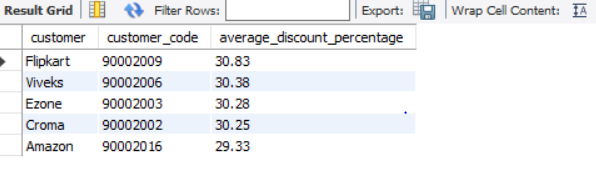 Result Grid Filter Rows: Export: Wrap Cell Content:
customer customer_code average_discount_percentage
Flipkart 90002009 30.83
Viveks 90002006 30.38
Ezone 90002003 30.28
Croma 90002002 30.25
Amazon 90002016 29.33